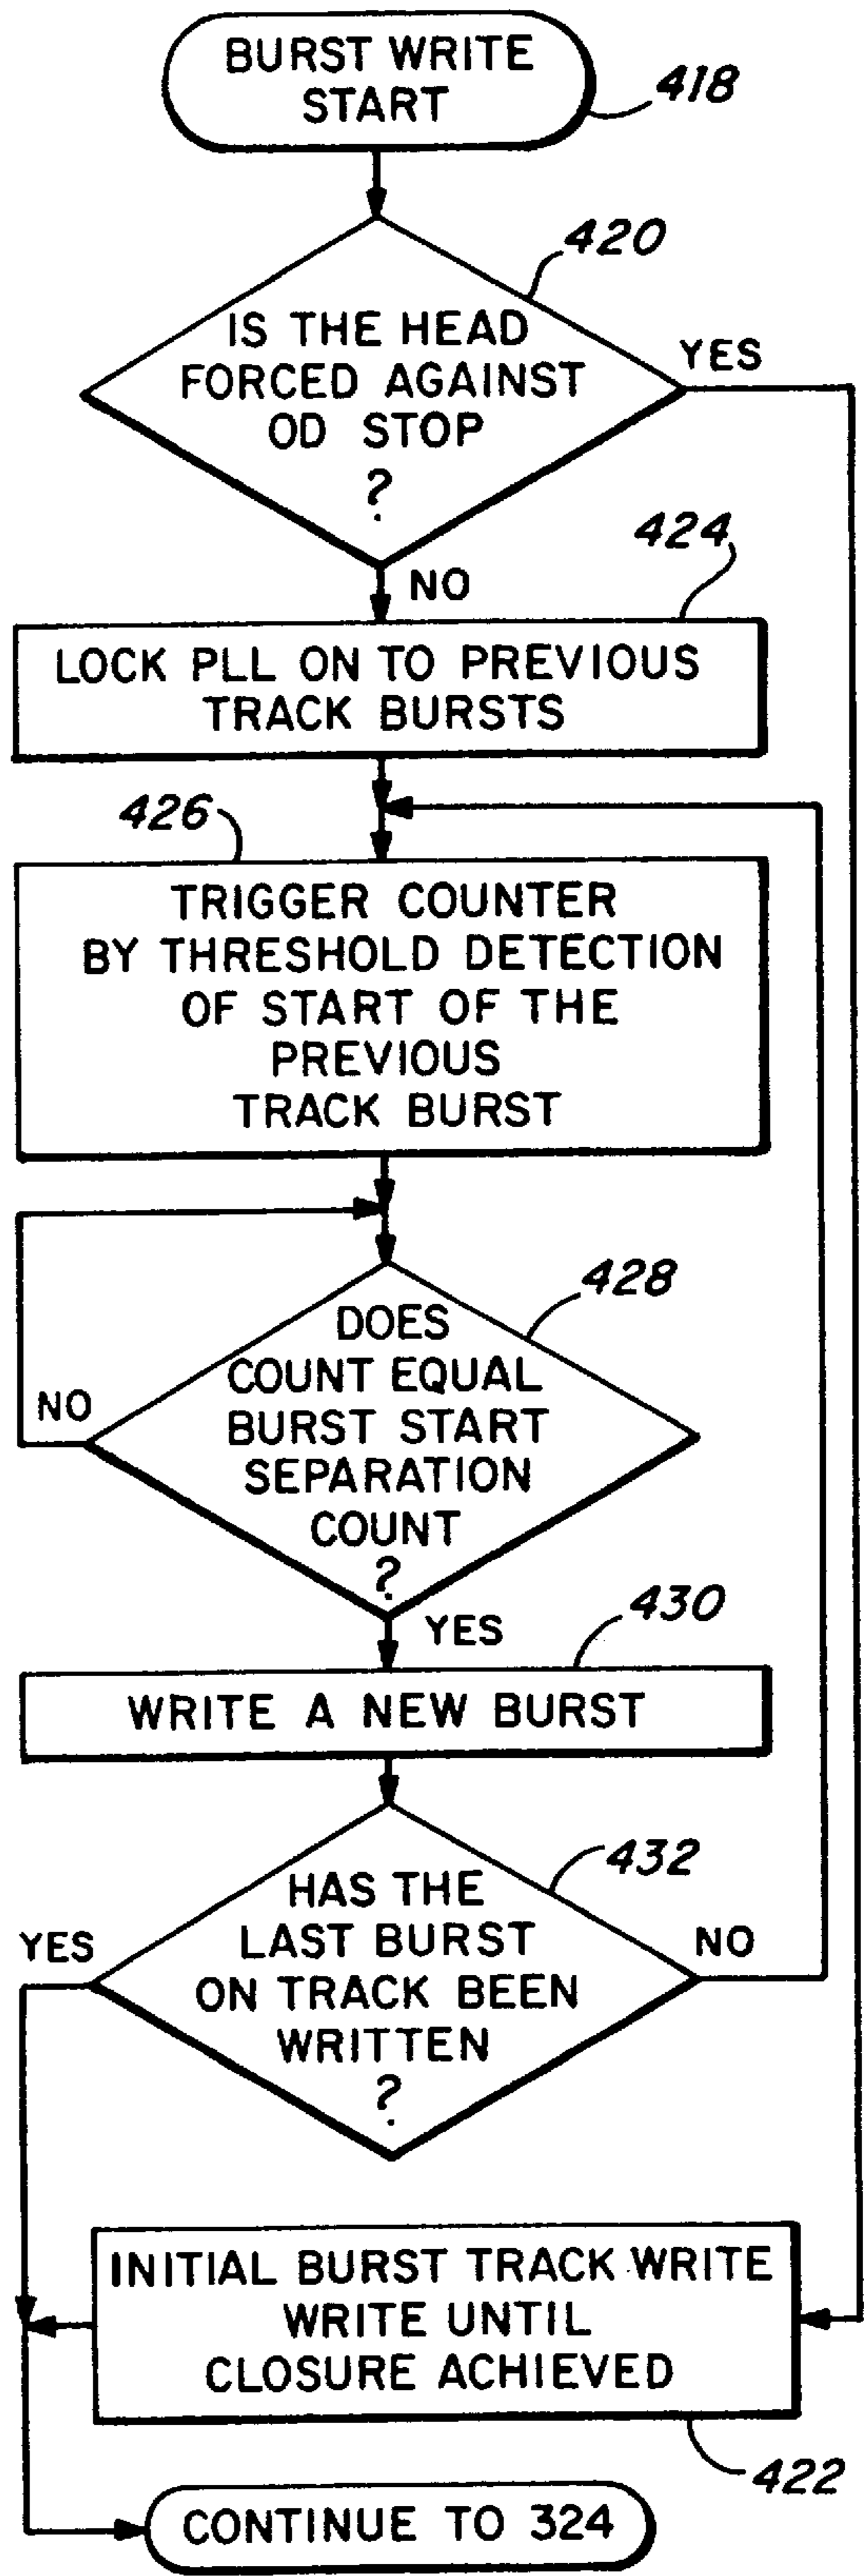 BURST WRITE
START
418
420
IS THE HEAD
FORCED AGAINST
OD STOP
?
YES
NO
424
LOCK PLL ON TO PREVIOUS
TRACK BURSTS
426
TRIGGER COUNTER
BY THRESHOLD DETECTION
OF START OF THE
PREVIOUS
TRACK BURST
428
DOES
COUNT EQUAL
BURST START
SEPARATION
COUNT
?
NO
YES
430
WRITE A NEW BURST
432
HAS THE
LAST BURST
ON TRACK BEEN
WRITTEN
?
YES
NO
INITIAL BURST TRACK WRITE
WRITE UNTIL
CLOSURE ACHIEVED
422
CONTINUE TO 324